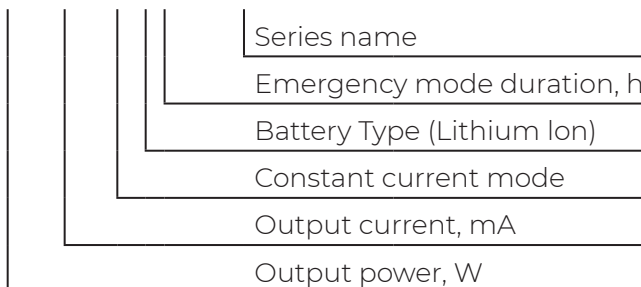 Series name
Emergency mode duration, h
Battery Type (Lithium Ion)
Constant current mode
Output current, mA
Output power, W